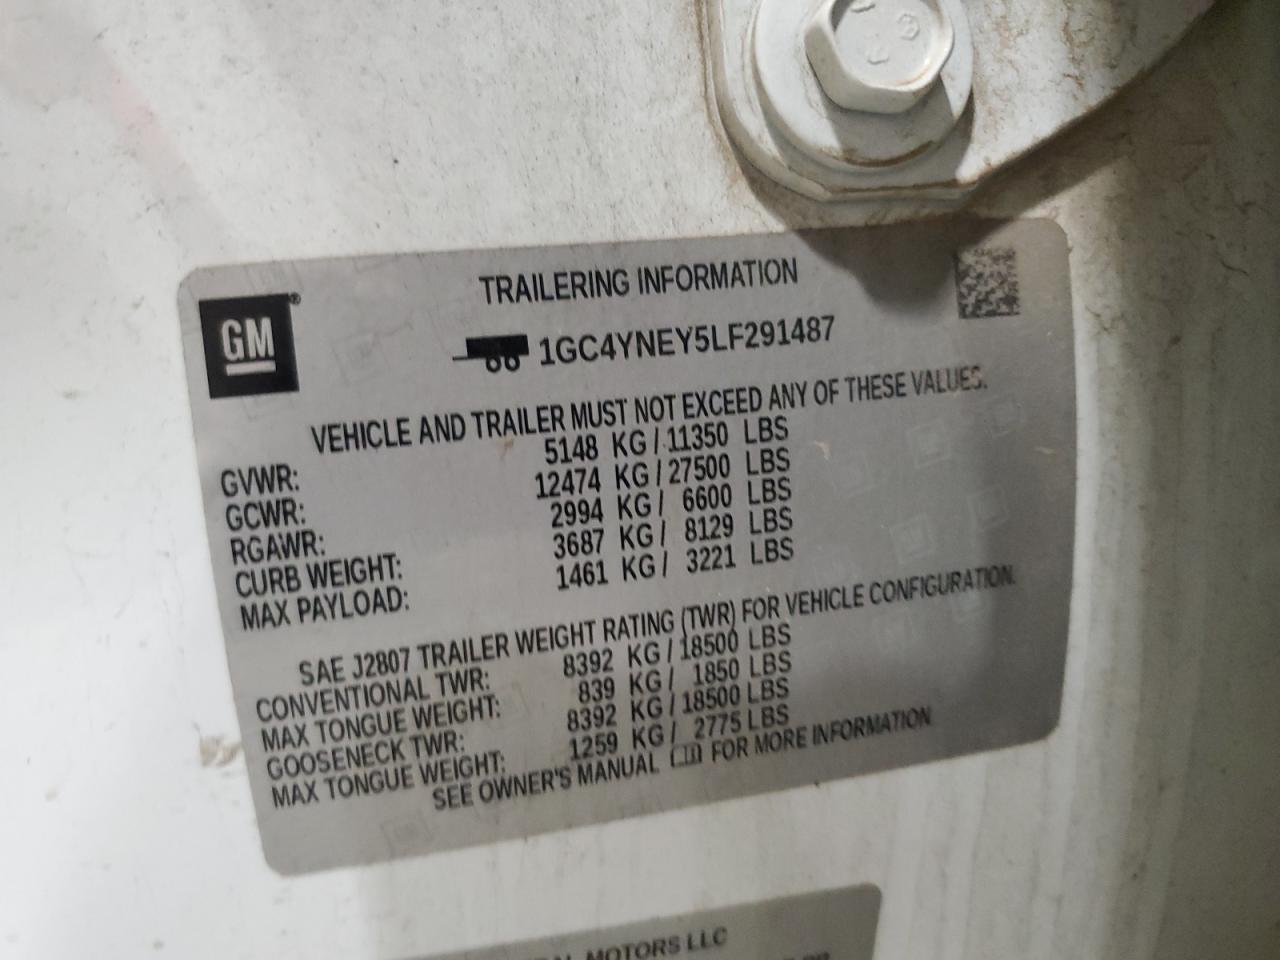 TRAILERING INFORMATION
GM®
1GC4YNEY5LF291487
VEHICLE AND TRAILER MUST NOT EXCEED ANY OF THESE VALUES.
GVWR: 5148 KG / 11350 LBS
GCWR: 12474 KG / 27500 LBS
RGAWR: 2994 KG / 6600 LBS
CURB WEIGHT: 3687 KG / 8129 LBS
MAX PAYLOAD: 1461 KG / 3221 LBS
SAE J2807 TRAILER WEIGHT RATING (TWR) FOR VEHICLE CONFIGURATION.
CONVENTIONAL TWR: 8392 KG / 18500 LBS
MAX TONGUE WEIGHT: 839 KG / 1850 LBS
GOOSENECK TWR: 8392 KG / 18500 LBS
MAX TONGUE WEIGHT: 1259 KG / 2775 LBS
SEE OWNER'S MANUAL FOR MORE INFORMATION
MOTORS LLC